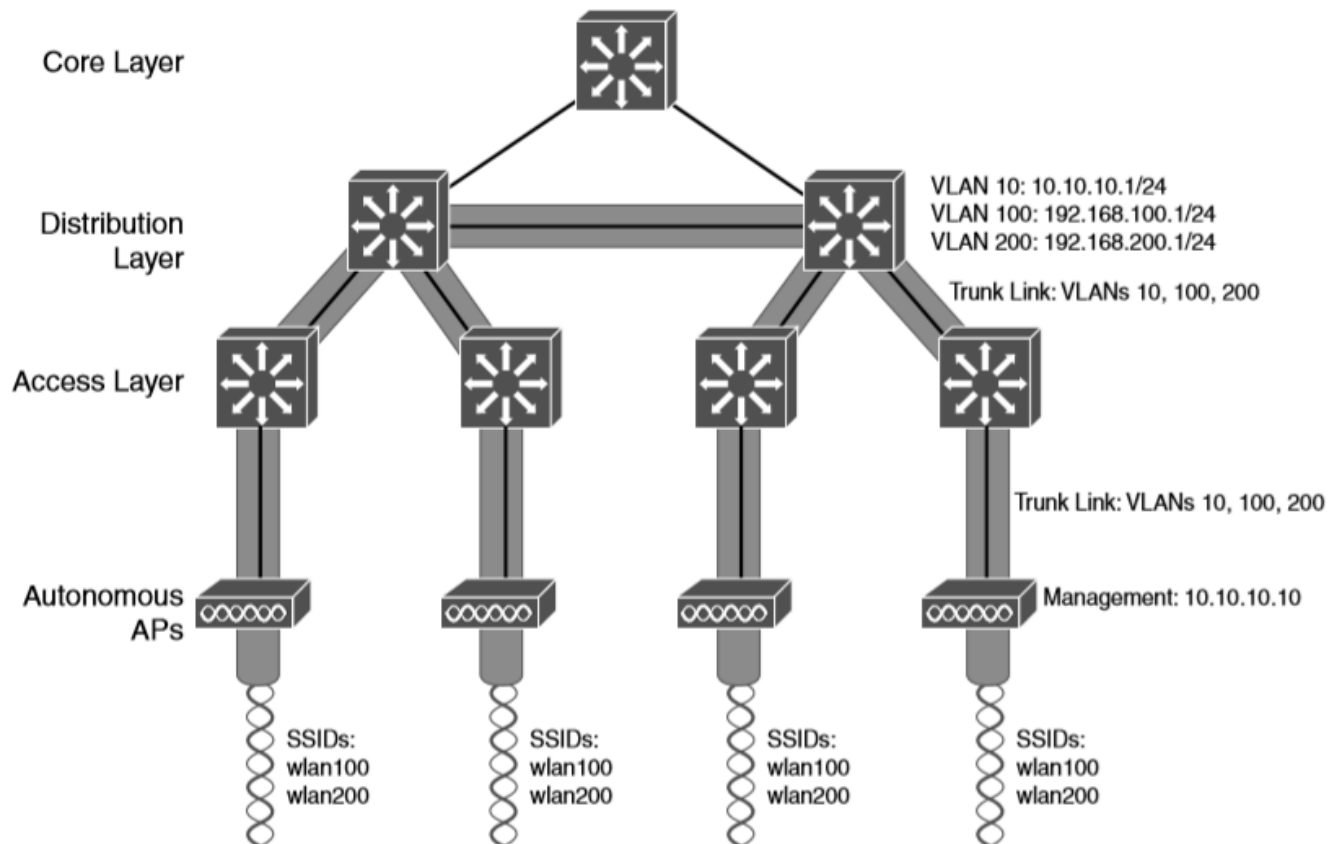 Core Layer
Distribution
Layer
VLAN 10: 10.10.10.1/24
VLAN 100: 192.168.100.1/24
VLAN 200: 192.168.200.1/24
Trunk Link: VLANs 10, 100, 200
Access Layer
Trunk Link: VLANs 10, 100, 200
Autonomous
APs
Management: 10.10.10.10
SSIDs:
wlan100
wlan200
SSIDs:
wlan100
wlan200
SSIDs:
wlan100
wlan200
SSIDs:
wlan100
wlan200